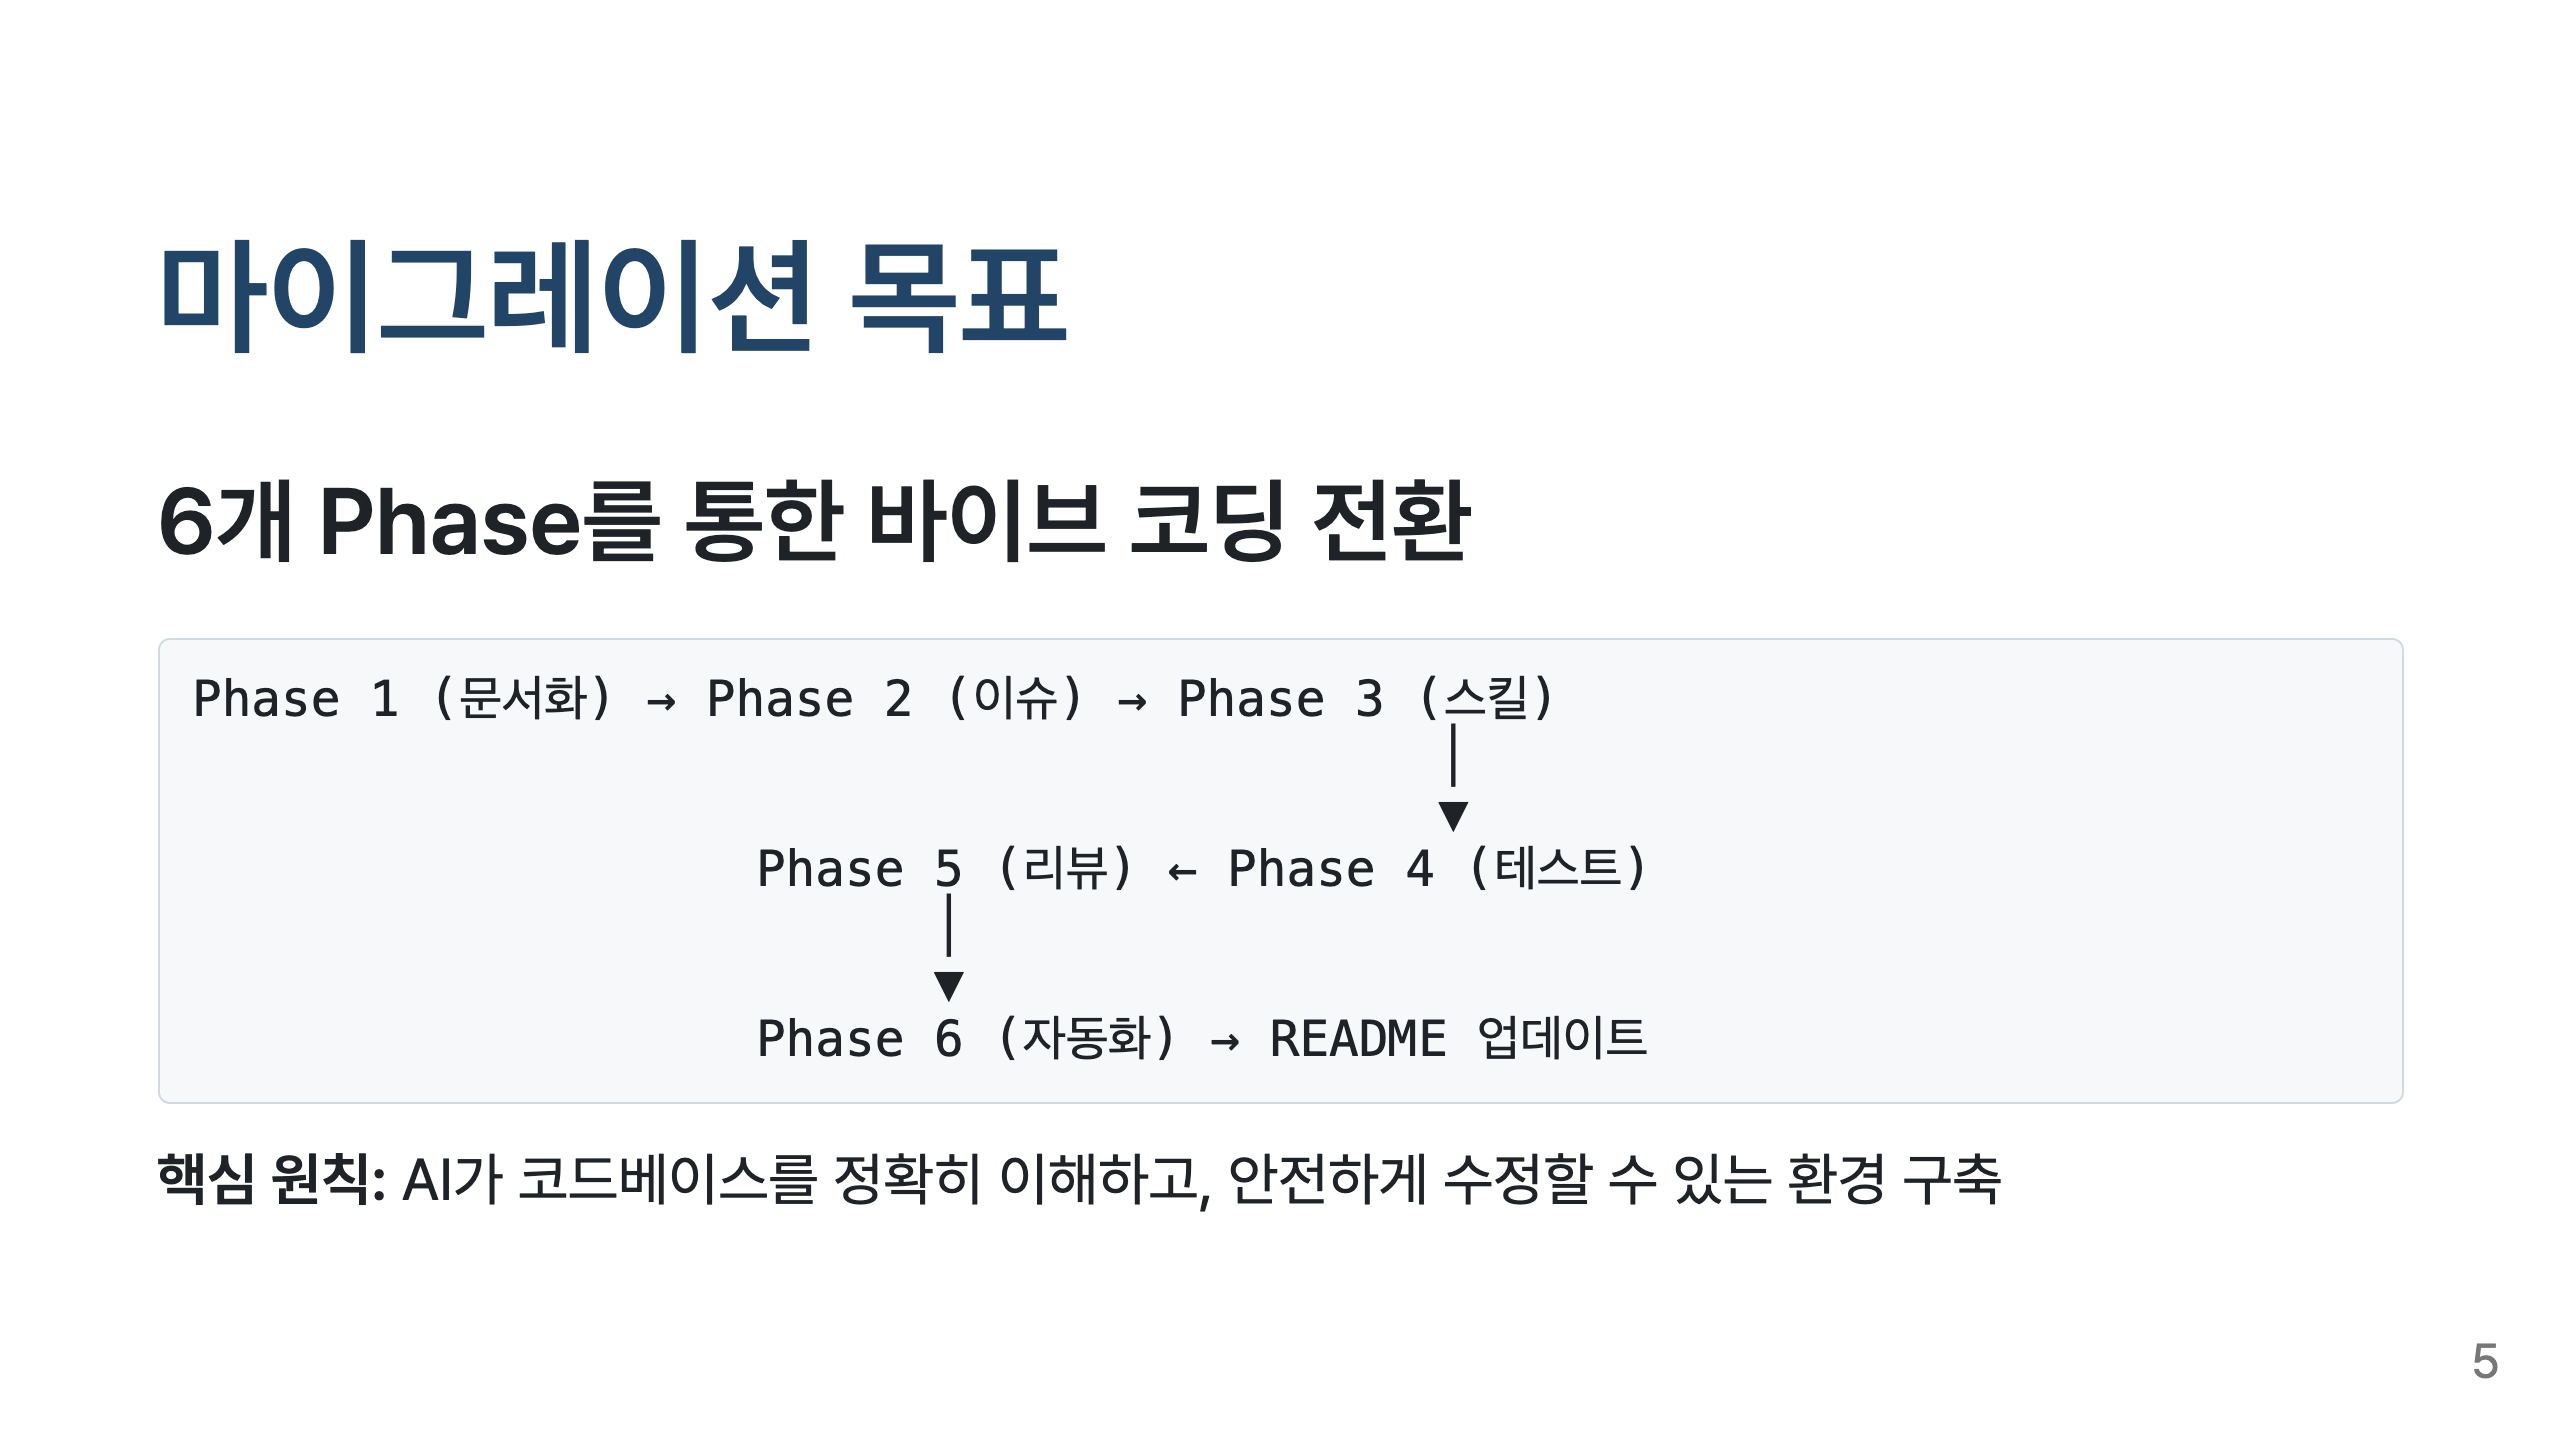 마이그레이션 목표
6개 Phase를 통한 바이브 코딩 전환
Phase 1 (문서화) → Phase 2 (이슈) → Phase 3 (스킬)
│
▼
Phase 5 (리뷰) ← Phase 4 (테스트)
│
▼
Phase 6 (자동화) → README 업데이트
핵심 원칙: AI가 코드베이스를 정확히 이해하고, 안전하게 수정할 수 있는 환경 구축
5